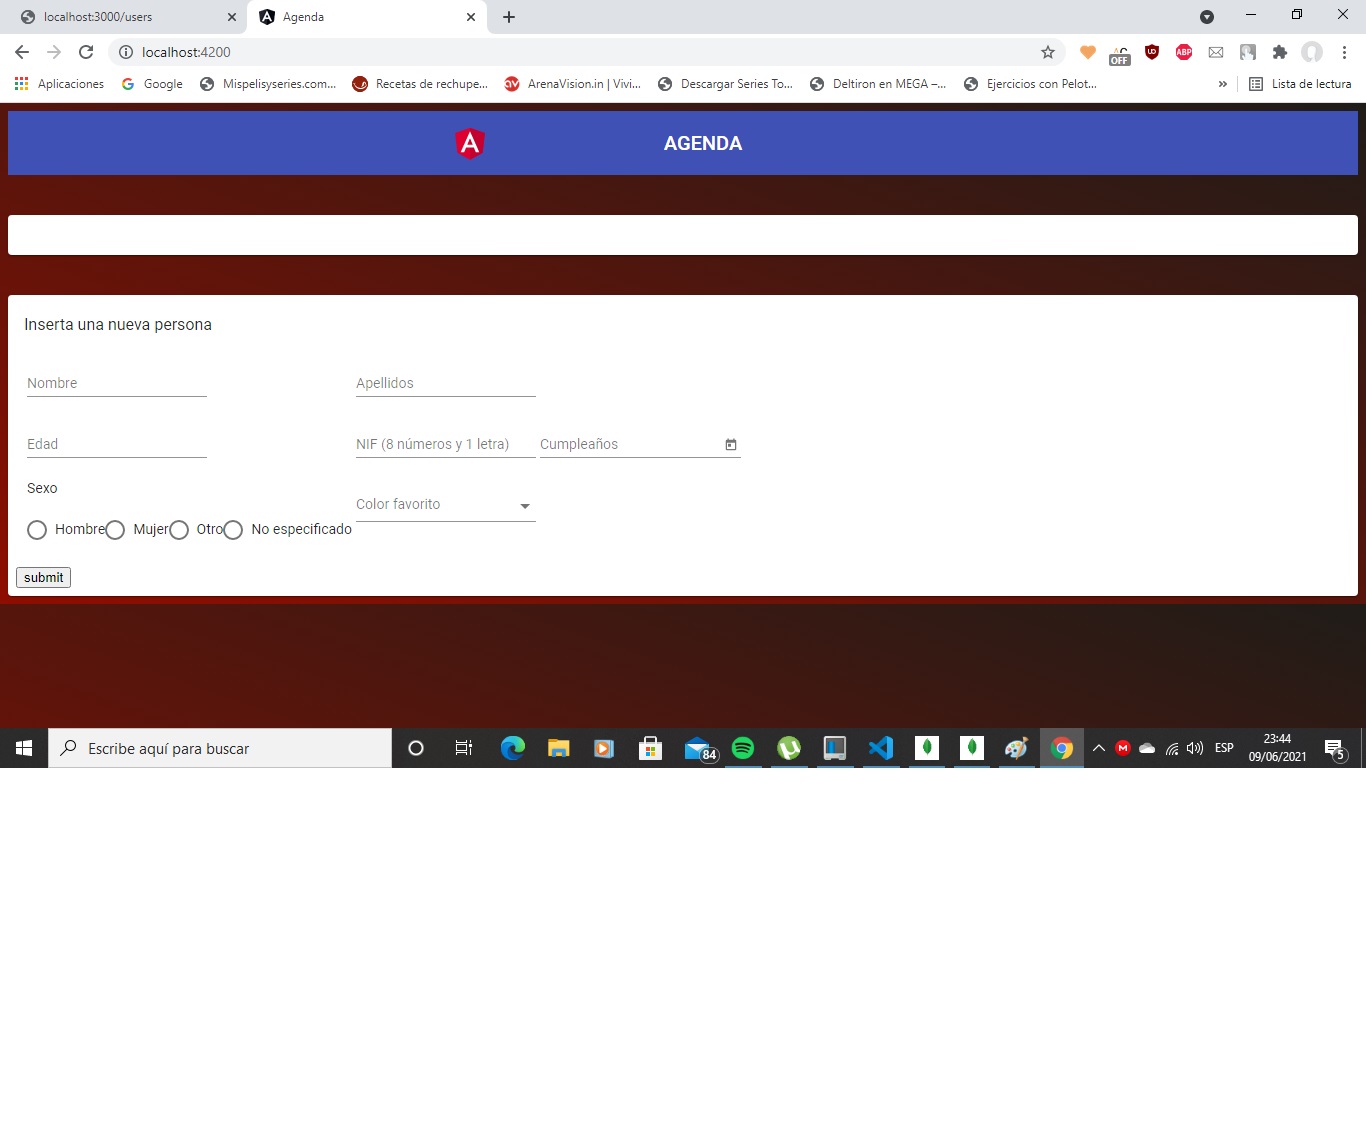 localhost:3000/users
Agenda
localhost:4200
OFF
ABP
Aplicaciones
Google
Mispelisyseries.com...
Recetas de rechupe...
ArenaVision.in | Vivi...
Descargar Series To...
Deltiron en MEGA –...
Ejercicios con Pelot...
»
Lista de lectura
AGENDA
Inserta una nueva persona
Nombre
Apellidos
Edad
NIF (8 números y 1 letra)
Cumpleaños
Sexo
Color favorito
Hombre
Mujer
Otro
No especificado
submit
Escribe aquí para buscar
84
ESP
23:44
09/06/2021
5